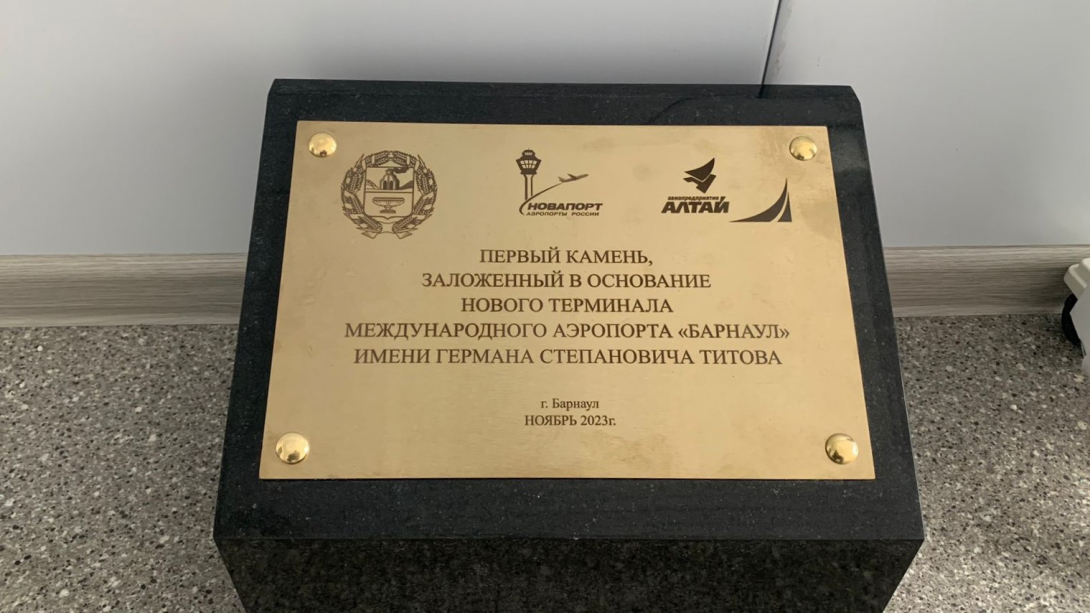 НОВАПОРТ
АЭРОПОРТЫ РОССИИ
авиапредприятие
АЛТАЙ
ПЕРВЫЙ КАМЕНЬ,
ЗАЛОЖЕННЫЙ В ОСНОВАНИЕ
НОВОГО ТЕРМИНАЛА
МЕЖДУНАРОДНОГО АЭРОПОРТА «БАРНАУЛ»
ИМЕНИ ГЕРМАНА СТЕПАНОВИЧА ТИТОВА
г. Барнаул
НОЯБРЬ 2023г.